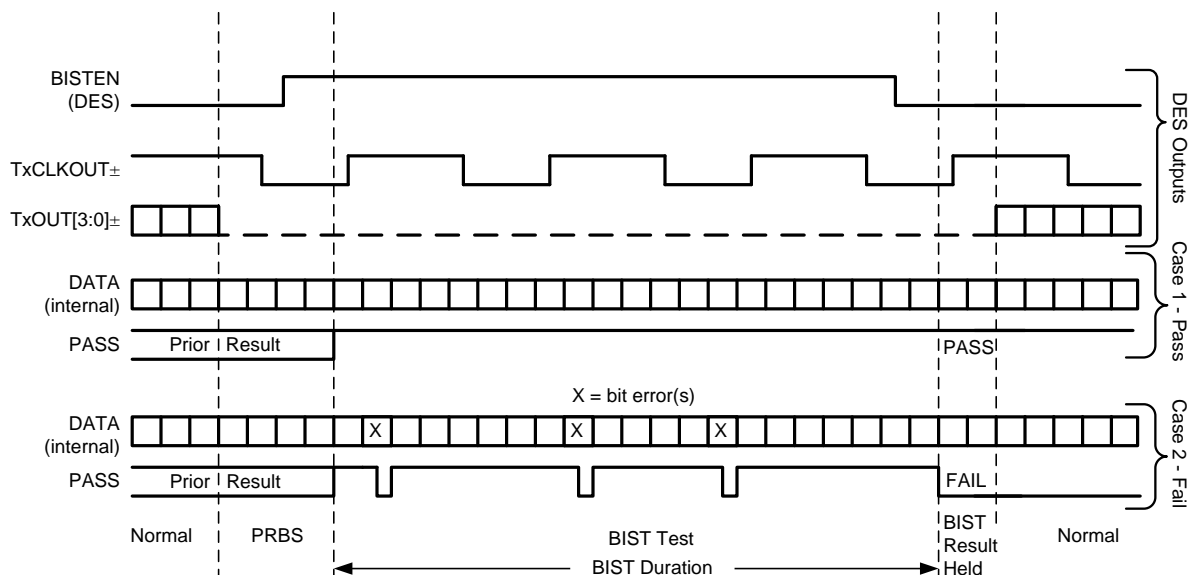 BISTEN
(DES)
TxCLKOUT±
TxOUT[3:0]±
DES Outputs
DATA
(internal)
PASS
Prior Result
PASS
Case 1 - Pass
X = bit error(s)
DATA
(internal)
X
X
X
PASS
Prior Result
FAIL
Case 2 - Fail
Normal
PRBS
BIST Test
BIST Duration
BIST
Result
Held
Normal